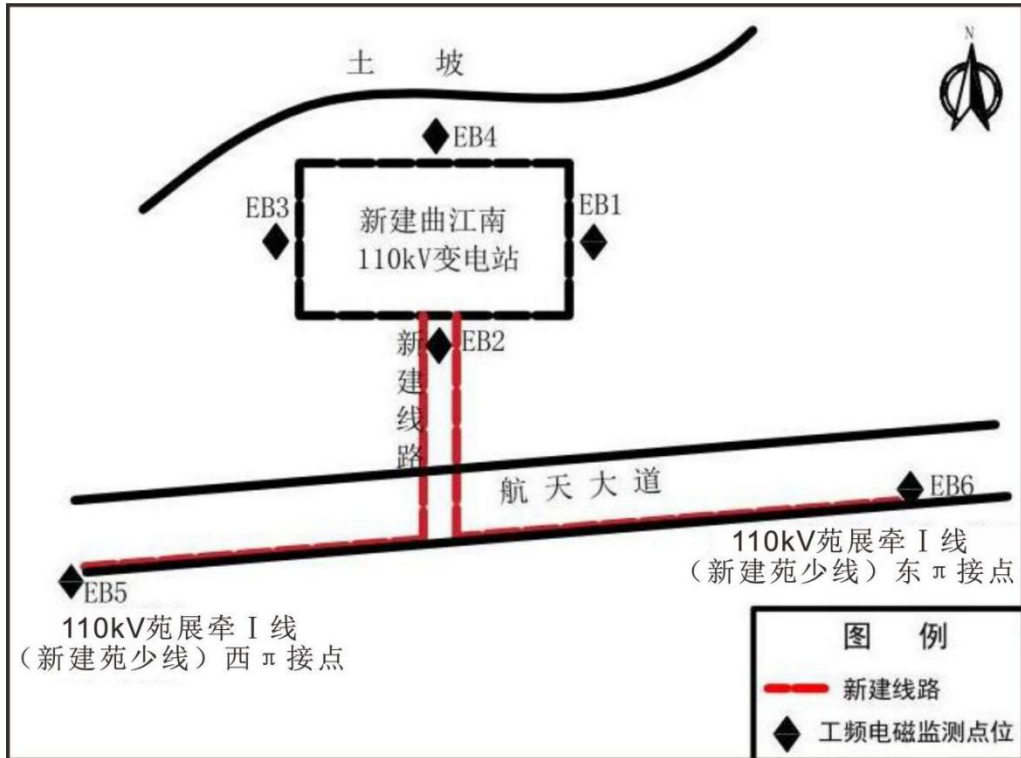 N
土 坡
EB4
EB3
EB1
新建曲江南
110kV变电站
EB2
新建线路
航天大道
EB6
110kV苑展牵Ⅰ线
（新建苑少线）东π接点
EB5
110kV苑展牵Ⅰ线
（新建苑少线）西π接点
图 例
新建线路
工频电磁监测点位